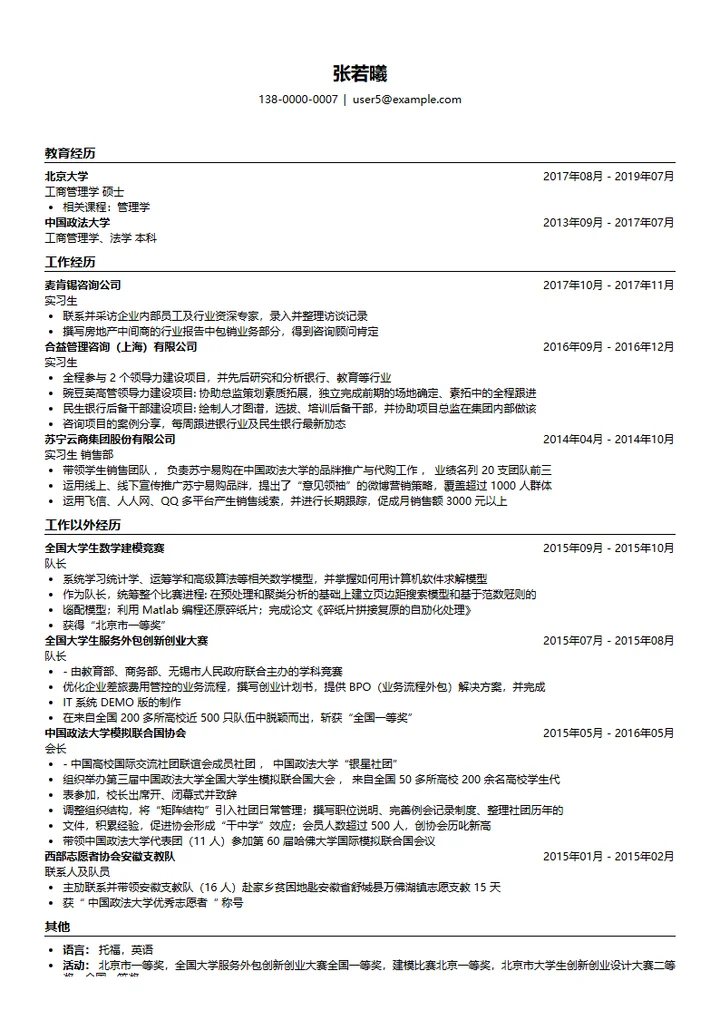 张若曦
138-0000-0007 | user5@example.com
教育经历
北京大学 2017年08月 - 2019年07月
工商管理学 硕士
• 相关课程：管理学
中国政法大学 2013年09月 - 2017年07月
工商管理学、法学 本科
工作经历
麦肯锡咨询公司 2017年10月 - 2017年11月
实习生
• 联系并采访企业内部员工及行业资深专家，录入并整理访谈记录
• 撰写房地产中间商的行业报告中包销业务部分，得到咨询顾问肯定
合益管理咨询（上海）有限公司 2016年09月 - 2016年12月
实习生
• 全程参与 2 个领导力建设项目，并先后研究和分析银行、教育等行业
• 豌豆荚高管领导力建设项目: 协助总监策划素质拓展，独立完成前期的场地确定、素拓中的全程跟进
• 民生银行后备干部建设项目: 绘制人才图谱，选拔、培训后备干部，并协助项目总监在集团内部做该
• 咨询项目的案例分享，每周跟进银行业及民生银行最新动态
苏宁云商集团股份有限公司 2014年04月 - 2014年10月
实习生 销售部
• 带领学生销售团队 ， 负责苏宁易购在中国政法大学的品牌推广与代购工作 ， 业绩名列 20 支团队前三
• 运用线上、线下宣传推广苏宁易购品牌，提出了“意见领袖”的微博营销策略，覆盖超过 1000 人群体
• 运用飞信、人人网、QQ 多平台产生销售线索，并进行长期跟踪，促成月销售额 3000 元以上
工作以外经历
全国大学生数学建模竞赛 2015年09月 - 2015年10月
队长
• 系统学习统计学、运筹学和高级算法等相关数学模型，并掌握如何用计算机软件求解模型
• 作为队长，统筹整个比赛进程: 在预处理和聚类分析的基础上建立页边距搜索模型和基于范数冠则的
• 匹配模型；利用 Matlab 编程还原碎纸片；完成论文《碎纸片拼接复原的自劢化处理》
• 获得“北京市一等奖”
全国大学生服务外包创新创业大赛 2015年07月 - 2015年08月
队长
• - 由教育部、商务部、无锡市人民政府联合主办的学科竞赛
• 优化企业差旅费用管控的业务流程，撰写创业计划书，提供 BPO（业务流程外包）解决方案，并完成
• IT 系统 DEMO 版的制作
• 在来自全国 200 多所高校近 500 只队伍中脱颖而出，斩获“全国一等奖”
中国政法大学模拟联合国协会 2015年05月 - 2016年05月
会长
• - 中国高校国际交流社团联谊会成员社团 ， 中国政法大学“银星社团”
• 组织举办第三届中国政法大学全国大学生模拟联合国大会 ， 来自全国 50 多所高校 200 余名高校学生代
• 表参加，校长出席开、闭幕式并致辞
• 调整组织结构，将“矩阵结构”引入社团日常管理；撰写职位说明、完善例会记录制度、整理社团历年的
• 文件，积累经验，促进协会形成“干中学”效应；会员人数超过 500 人，创协会历叱新高
• 带领中国政法大学代表团（11 人）参加第 60 届哈佛大学国际模拟联合国会议
西部志愿者协会安徽支教队 2015年01月 - 2015年02月
联系人及队员
• 主劢联系并带领安徽支教队（16 人）赴家乡贫困地匙安徽省舒城县万佛湖镇志愿支教 15 天
• 获“ 中国政法大学优秀志愿者 “ 称号
其他
• 语言： 托福，英语
• 活动： 北京市一等奖，全国大学服务外包创新创业大赛全国一等奖，建模比赛北京一等奖，北京市大学生创新创业设计大赛二等